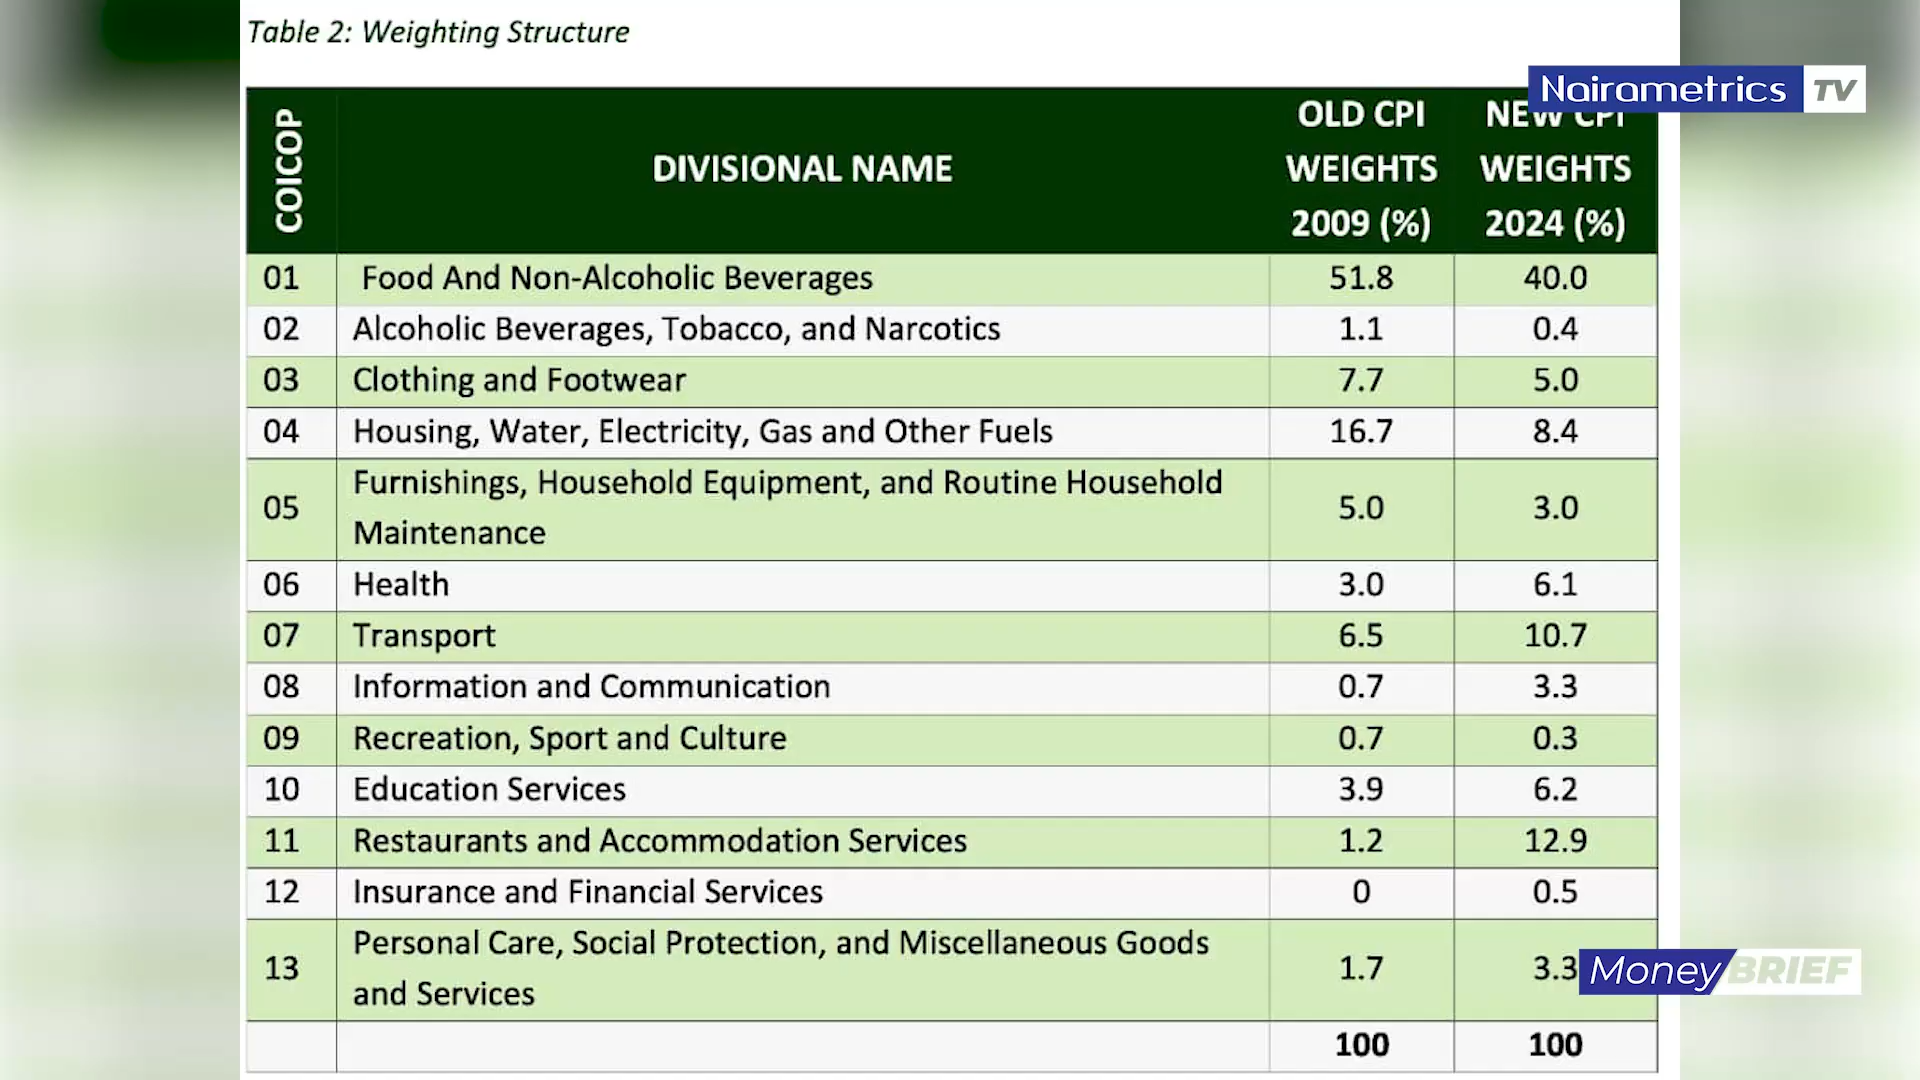 Table 2: Weighting Structure
Nairametrics TV
COICOP
DIVISIONAL NAME
OLD CPI
WEIGHTS
2009 (%)
NEW CPI
WEIGHTS
2024 (%)
01 Food And Non-Alcoholic Beverages 51.8 40.0
02 Alcoholic Beverages, Tobacco, and Narcotics 1.1 0.4
03 Clothing and Footwear 7.7 5.0
04 Housing, Water, Electricity, Gas and Other Fuels 16.7 8.4
05 Furnishings, Household Equipment, and Routine Household
Maintenance 5.0 3.0
06 Health 3.0 6.1
07 Transport 6.5 10.7
08 Information and Communication 0.7 3.3
09 Recreation, Sport and Culture 0.7 0.3
10 Education Services 3.9 6.2
11 Restaurants and Accommodation Services 1.2 12.9
12 Insurance and Financial Services 0 0.5
13 Personal Care, Social Protection, and Miscellaneous Goods
and Services 1.7 3.3
MoneyBRIEF
100 100